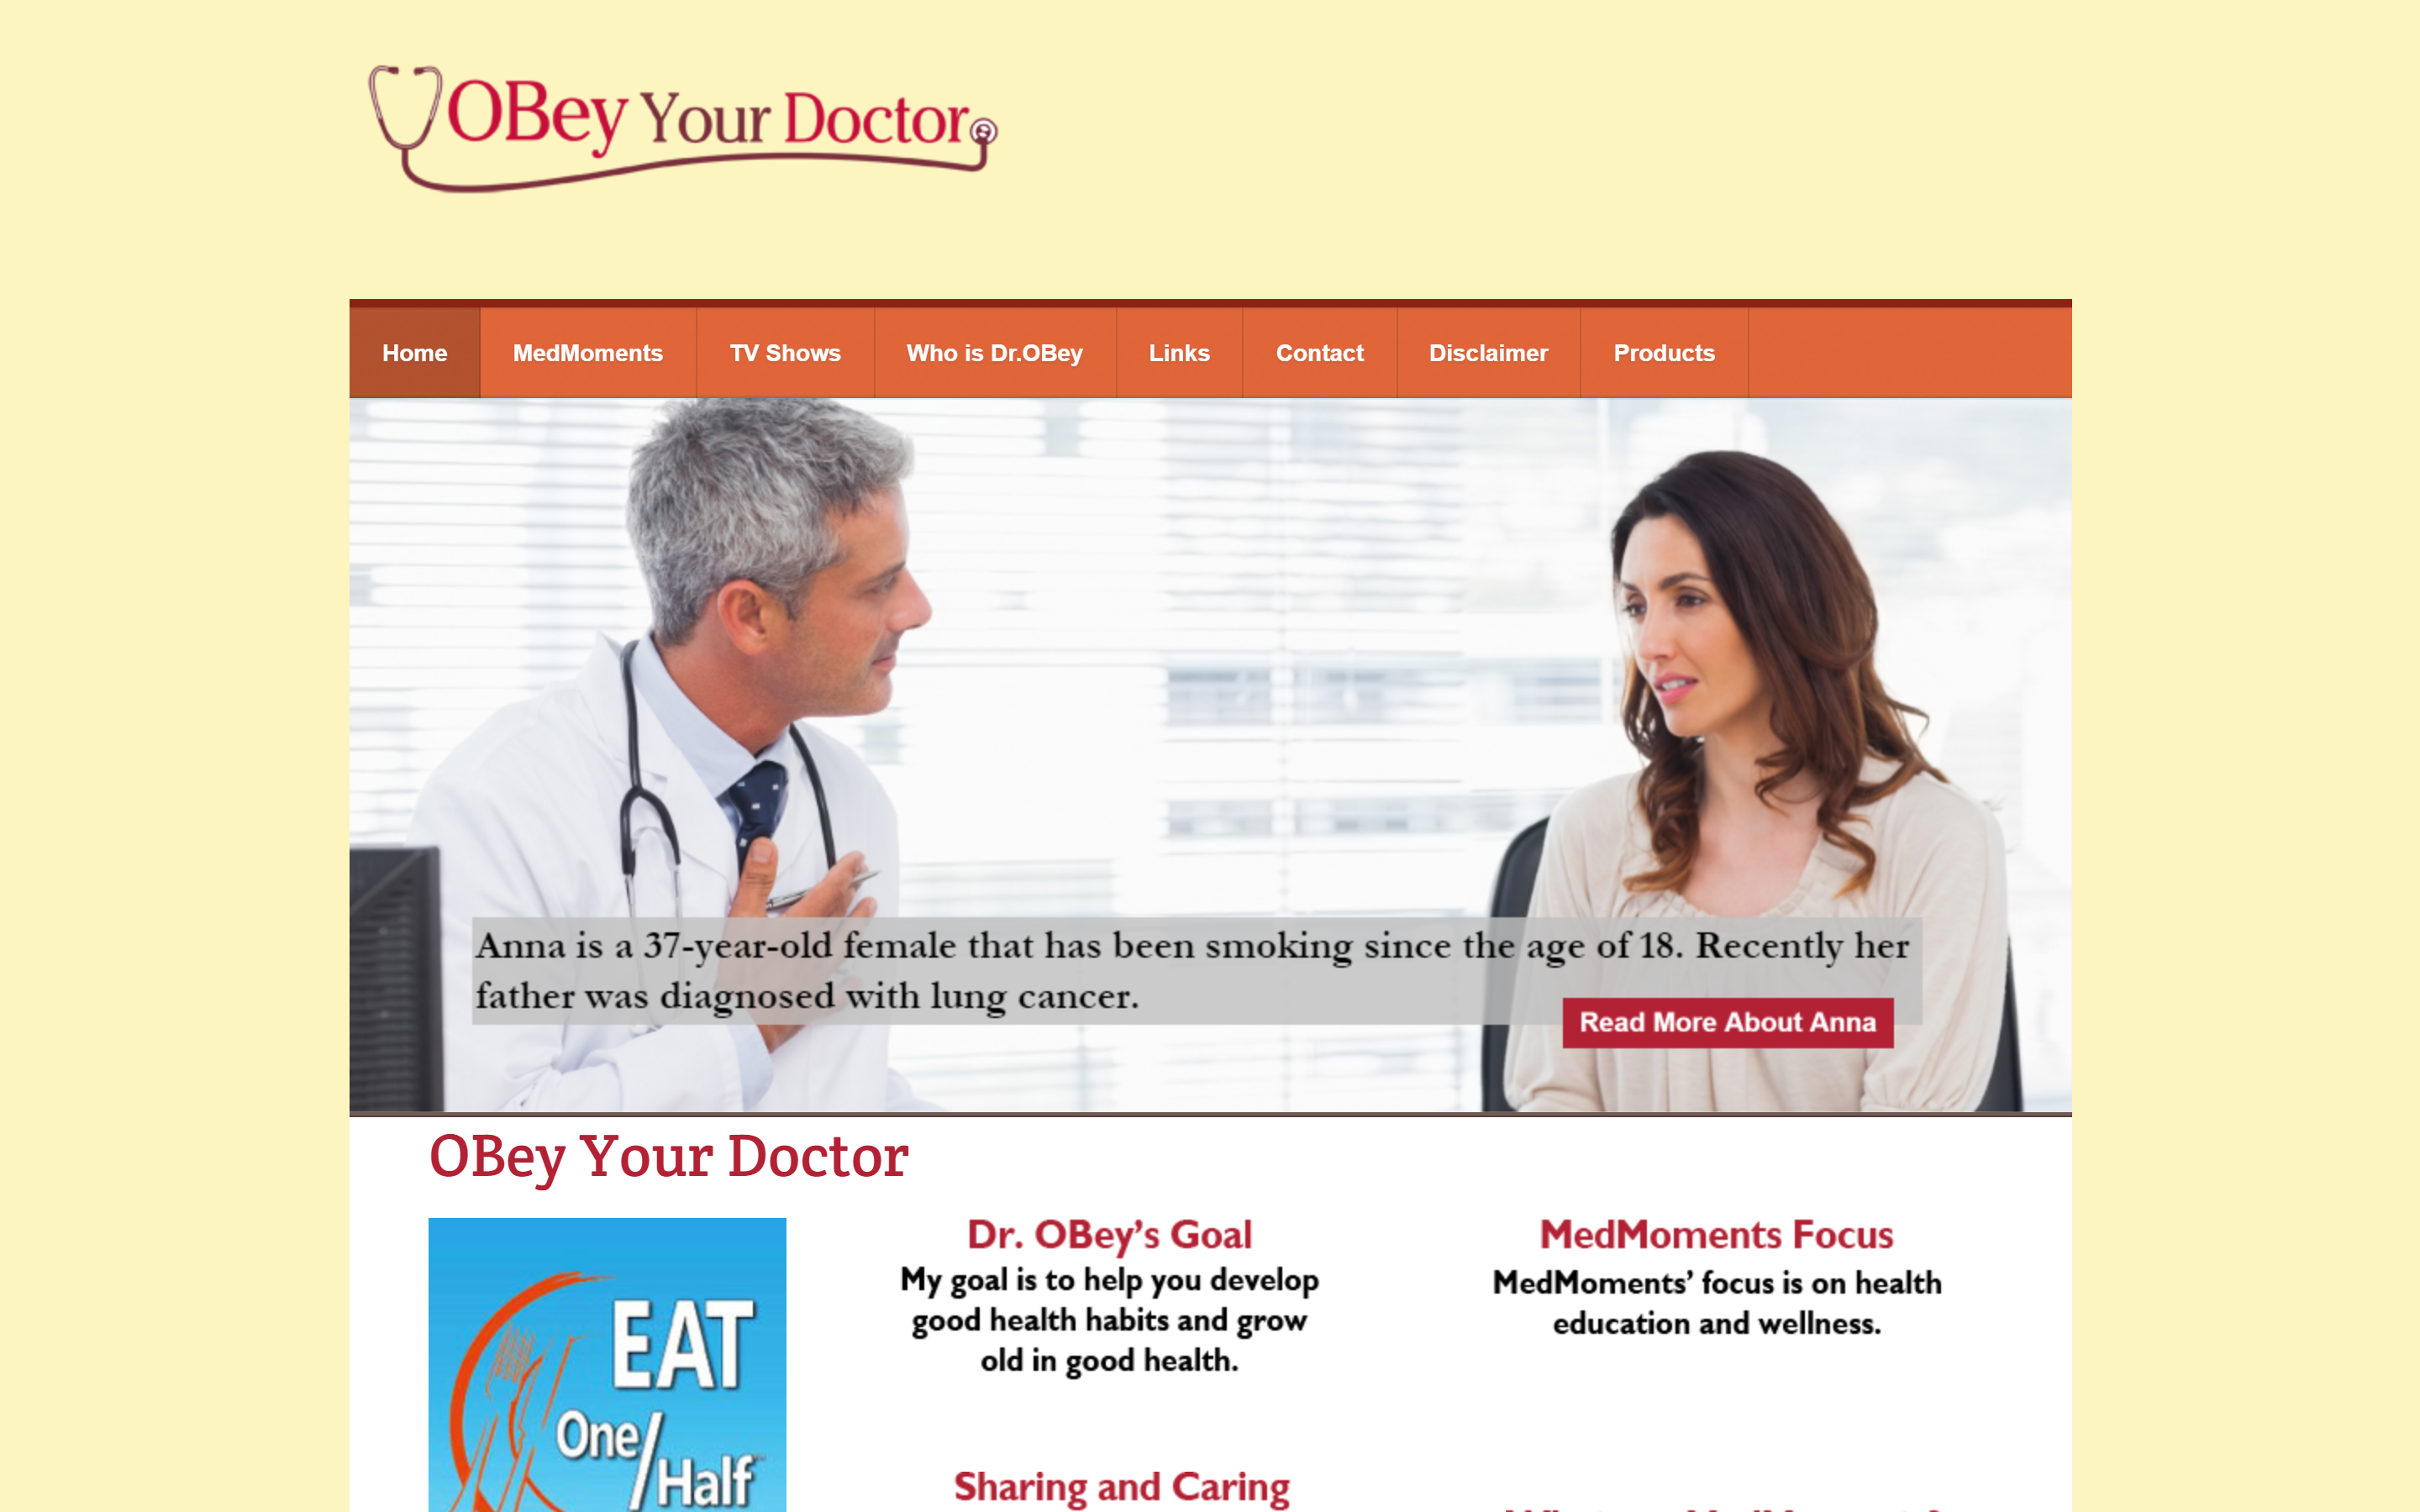 OBey Your Doctor
Home MedMoments TV Shows Who is Dr.OBey Links Contact Disclaimer Products
Anna is a 37-year-old female that has been smoking since the age of 18. Recently her
father was diagnosed with lung cancer.
Read More About Anna
OBey Your Doctor
EAT
One/
Half
Dr. OBey's Goal
My goal is to help you develop
good health habits and grow
old in good health.
MedMoments Focus
MedMoments' focus is on health
education and wellness.
Sharing and Caring